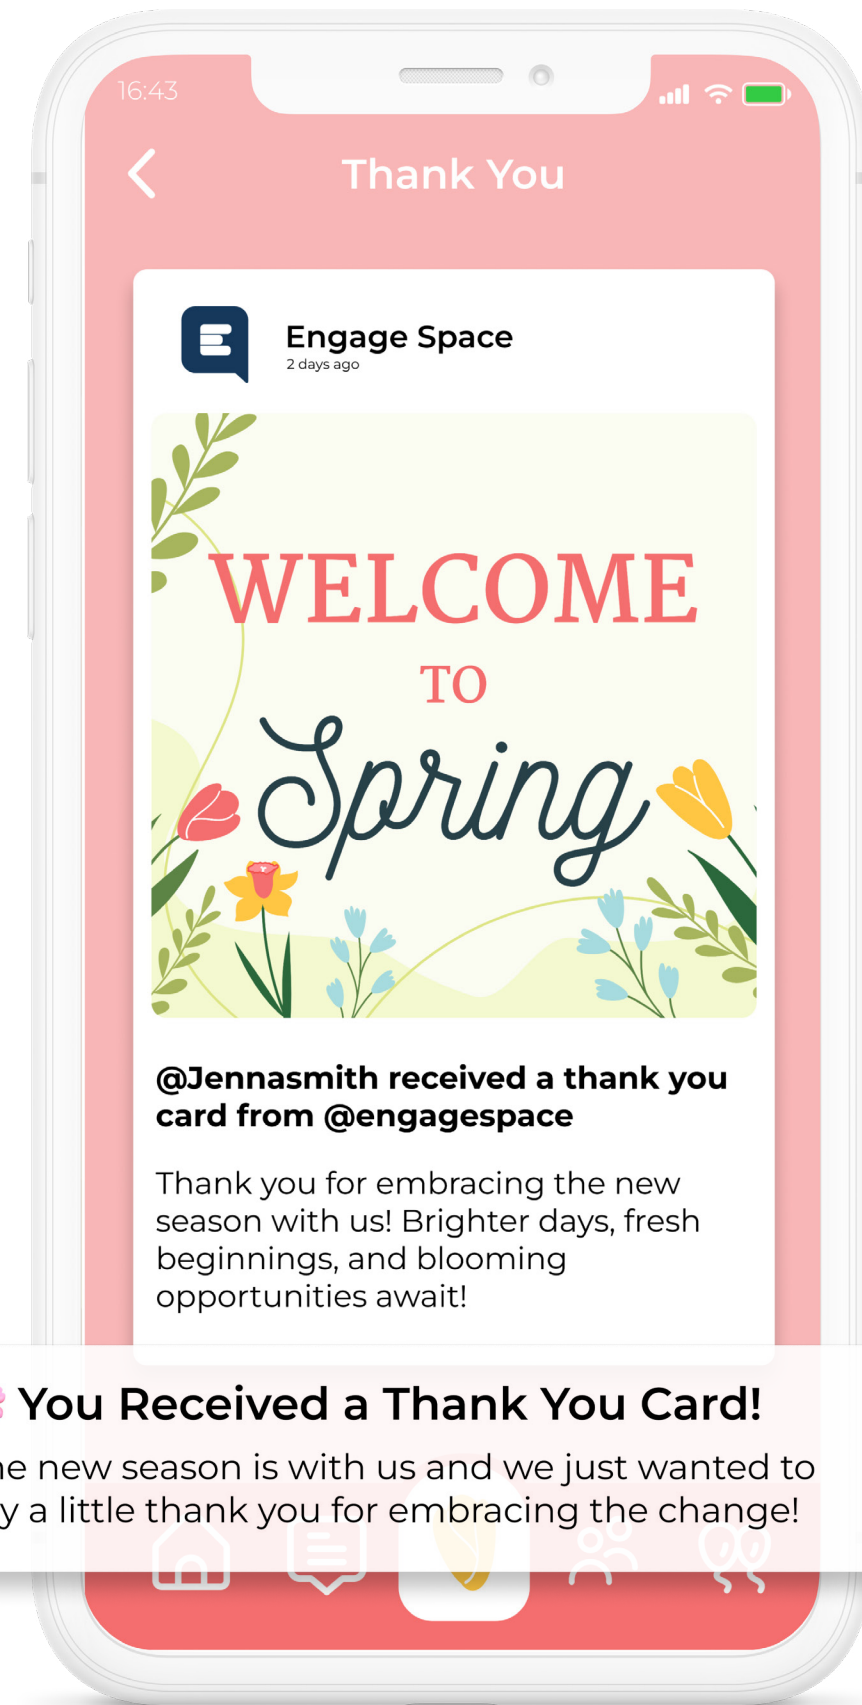 16:43
Thank You
Engage Space
2 days ago
WELCOME
TO
Spring
@Jennasmith received a thank you
card from @engagespace
Thank you for embracing the new
season with us! Brighter days, fresh
beginnings, and blooming
opportunities await!
You Received a Thank You Card!
new season is with us and we just wanted to
a little thank you for embracing the change!